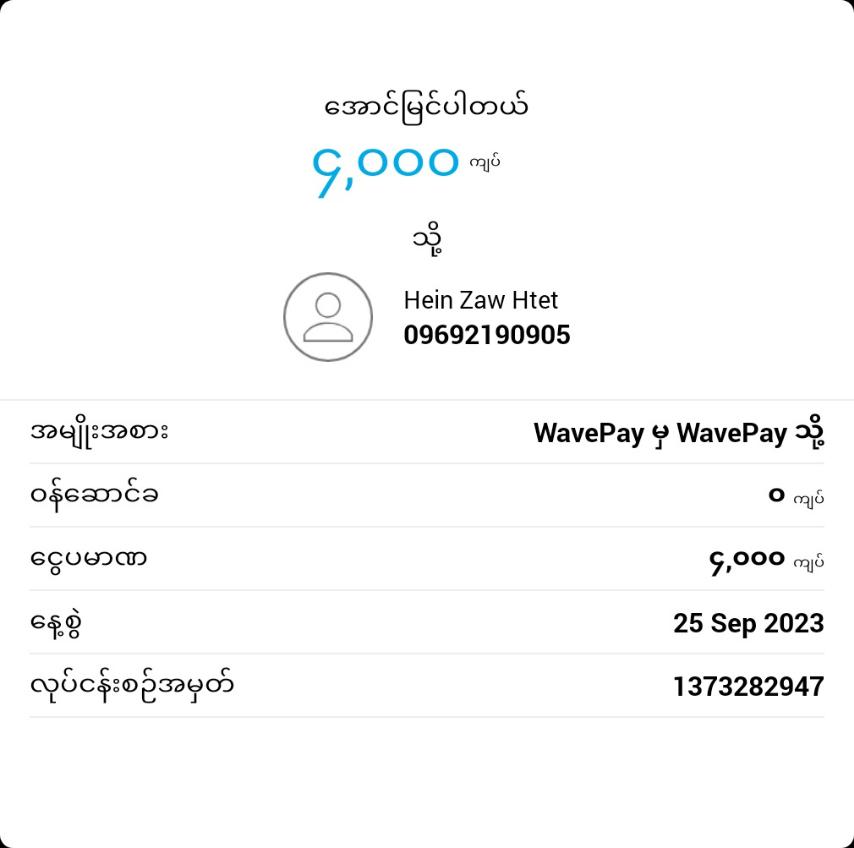 အောင်မြင်ပါတယ်
၄,၀၀၀ ကျပ်
သို့
Hein Zaw Htet
09692190905
အမျိုးအစား WavePay မှ WavePay သို့
ဝန်ဆောင်ခ ၀ ကျပ်
ငွေပမာဏ ၄,၀၀၀ ကျပ်
နေ့စွဲ 25 Sep 2023
လုပ်ငန်းစဉ်အမှတ် 1373282947